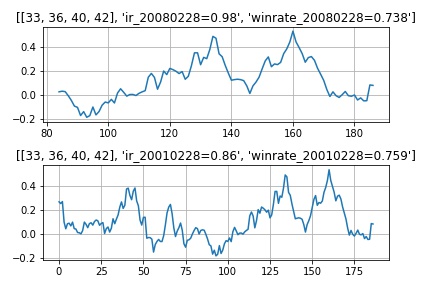 [[33, 36, 40, 42], 'ir_20080228=0.98', 'winrate_20080228=0.738']
0.4
0.2
0.0
−0.2
80 100 120 140 160 180
[[33, 36, 40, 42], 'ir_20010228=0.86', 'winrate_20010228=0.759']
0.4
0.2
0.0
−0.2
0 25 50 75 100 125 150 175